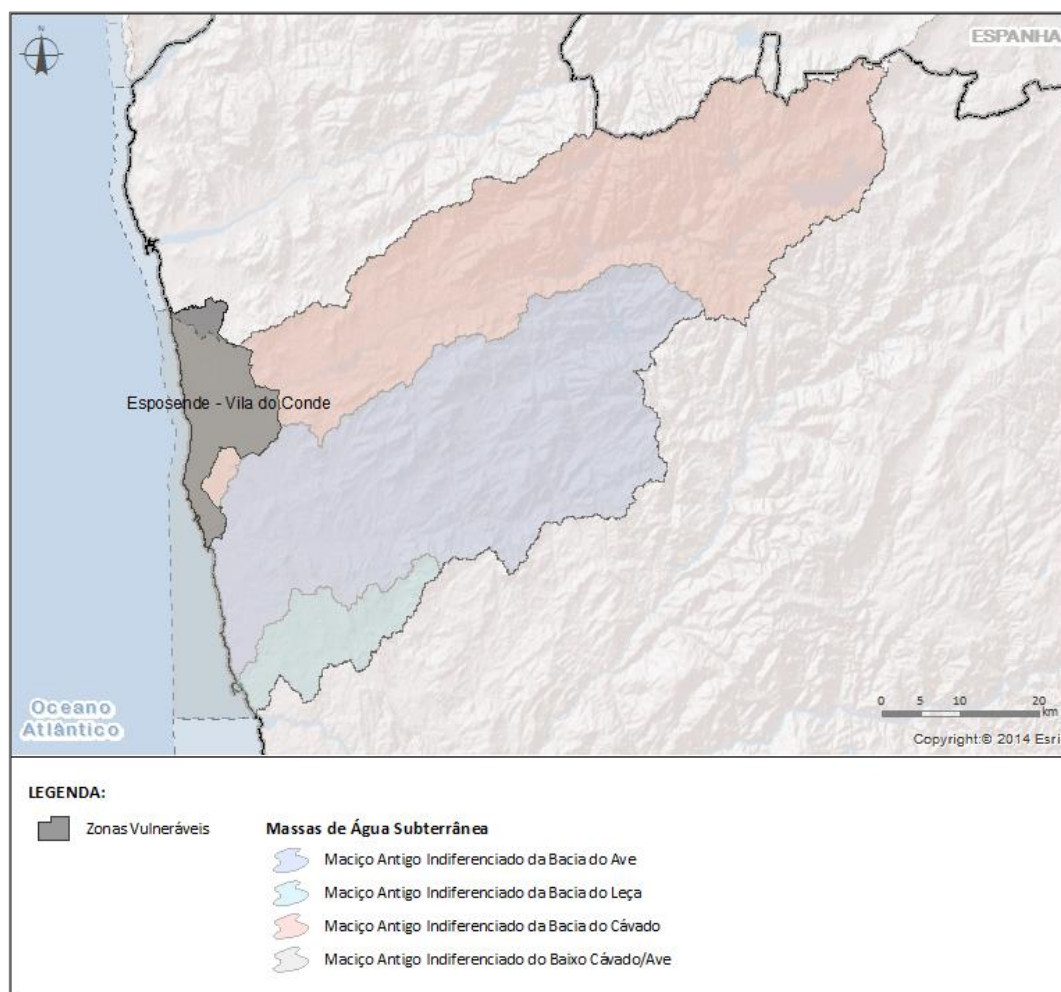 N
ESPANHA
Esposende - Vila do Conde
Oceano
Atlântico
0 5 10 20
km
Copyright:© 2014 Esri
LEGENDA:
Zonas Vulneráveis
Massas de Água Subterrânea
Maciço Antigo Indiferenciado da Bacia do Ave
Maciço Antigo Indiferenciado da Bacia do Leça
Maciço Antigo Indiferenciado da Bacia do Cávado
Maciço Antigo Indiferenciado do Baixo Cávado/Ave